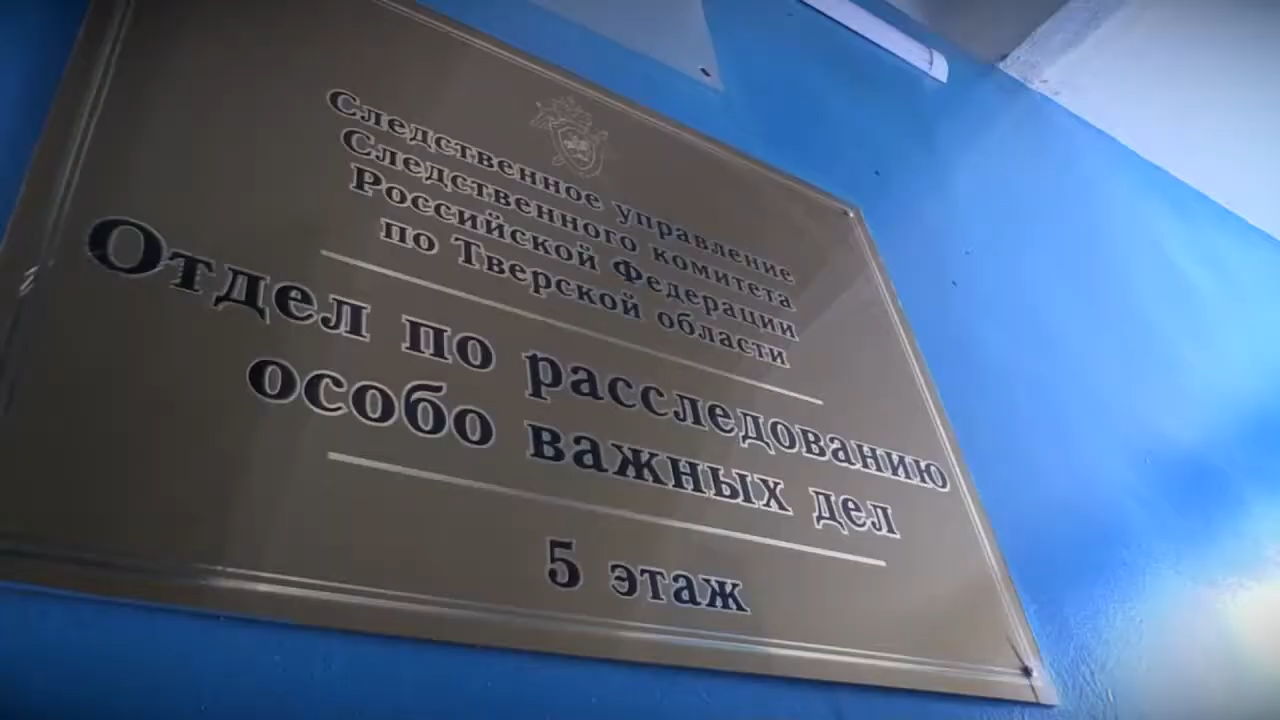 Следственное управление
Следственного комитета
Российской Федерации
по Тверской области
Отдел по расследованию
особо важных дел
5 этаж